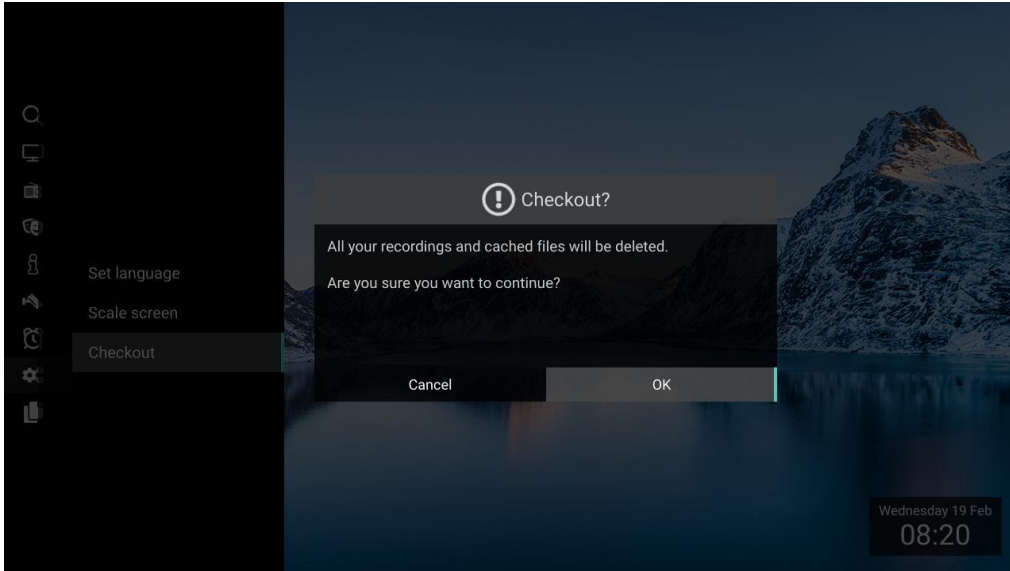 Checkout?
All your recordings and cached files will be deleted.
Are you sure you want to continue?
Set language
Scale screen
Checkout
Cancel
OK
Wednesday 19 Feb
08:20